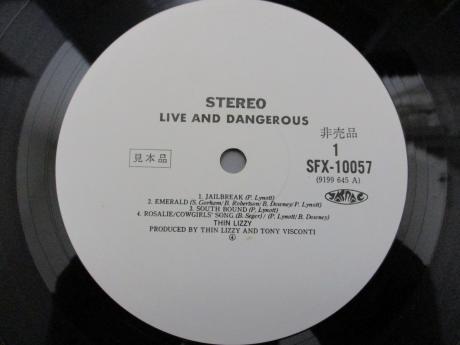 STEREO
LIVE AND DANGEROUS
非売品
見本品
1
SFX-10057
(9199 645 A)
1. JAILBREAK (P. Lynott)
2. EMERALD (S. Gorham/B. Robertson/B. Downey/P. Lynott)
3. SOUTH BOUND (P. Lynott)
4. ROSALIE/COWGIRLS' SONG (B. Seger) / (P. Lynott/B. Downey)
THIN LIZZY
PRODUCED BY THIN LIZZY AND TONY VISCONTI
④